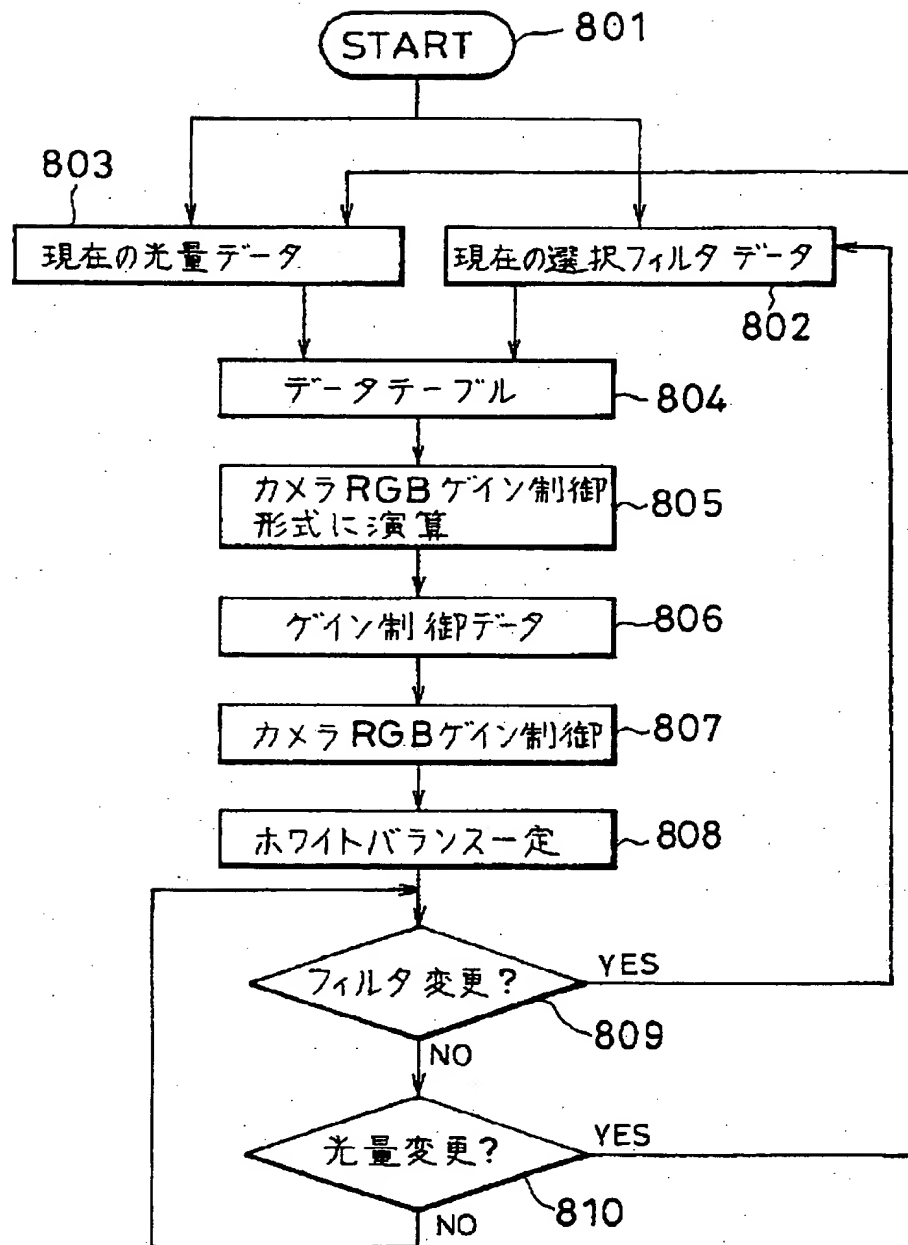 START
801
803
現在の光量データ
現在の選択フィルタデータ
802
データテーブル
804
カメラRGBゲイン制御
形式に演算
805
ゲイン制御データ
806
カメラRGBゲイン制御
807
ホワイトバランス一定
808
フィルタ変更?
YES
809
NO
光量変更?
YES
810
NO